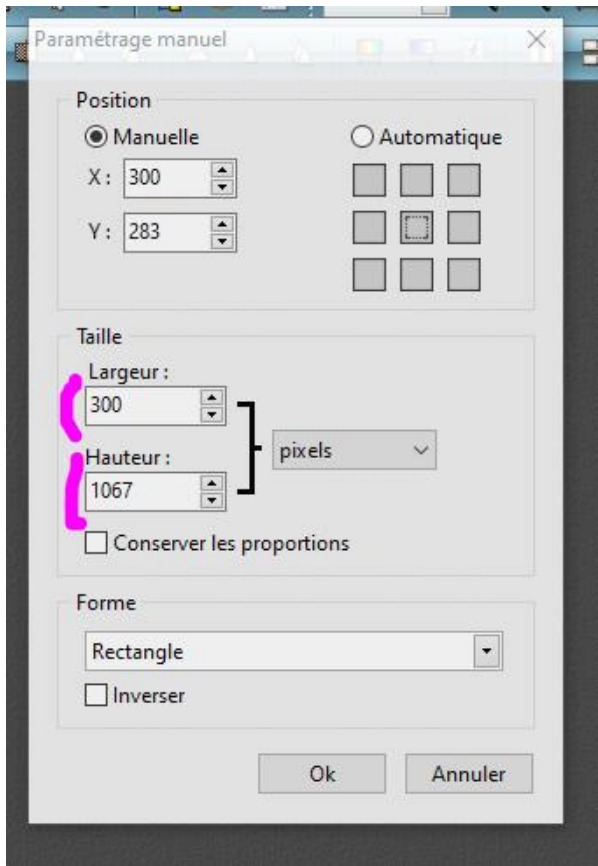 Paramétrage manuel
Position
Manuelle
Automatique
X : 300
Y : 283
Taille
Largeur :
300
pixels
Hauteur :
1067
Conserver les proportions
Forme
Rectangle
Inverser
Ok
Annuler